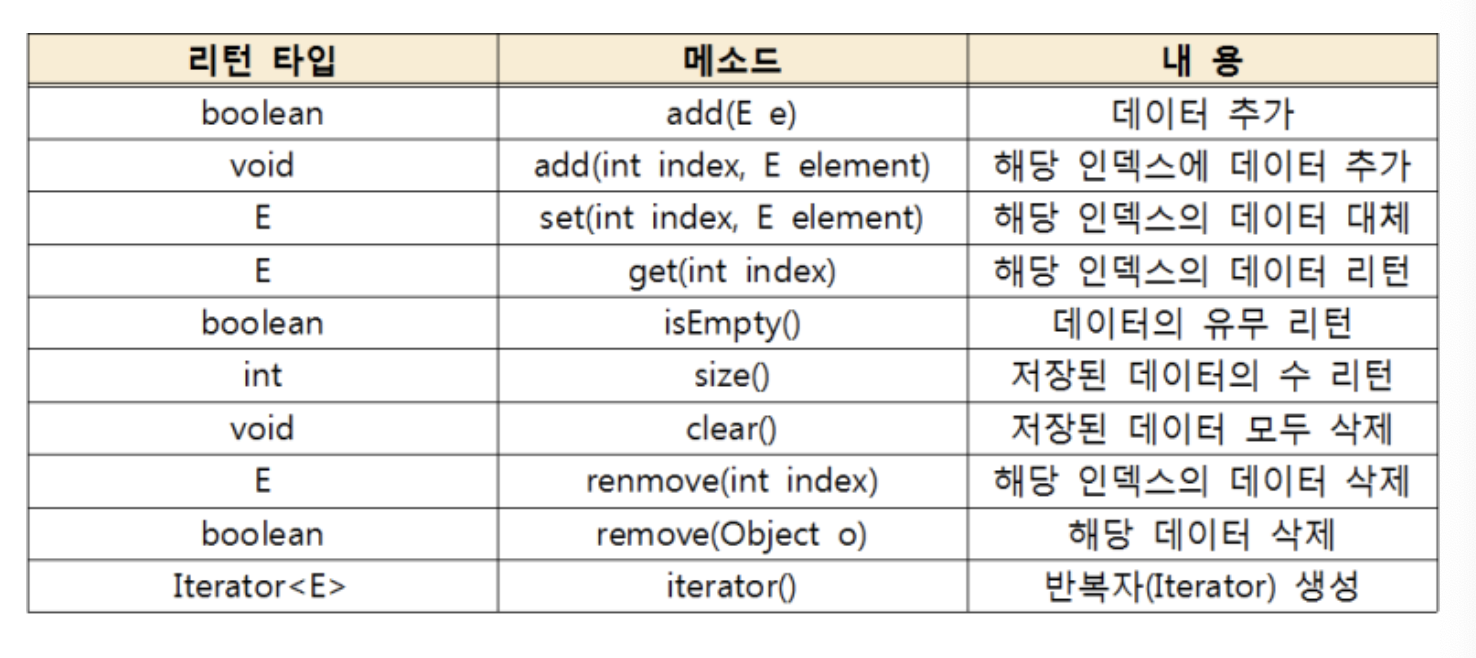 리턴 타입 메소드 내 용
boolean add(E e) 데이터 추가
void add(int index, E element) 해당 인덱스에 데이터 추가
E set(int index, E element) 해당 인덱스의 데이터 대체
E get(int index) 해당 인덱스의 데이터 리턴
boolean isEmpty() 데이터의 유무 리턴
int size() 저장된 데이터의 수 리턴
void clear() 저장된 데이터 모두 삭제
E renmove(int index) 해당 인덱스의 데이터 삭제
boolean remove(Object o) 해당 데이터 삭제
Iterator<E> iterator() 반복자(Iterator) 생성